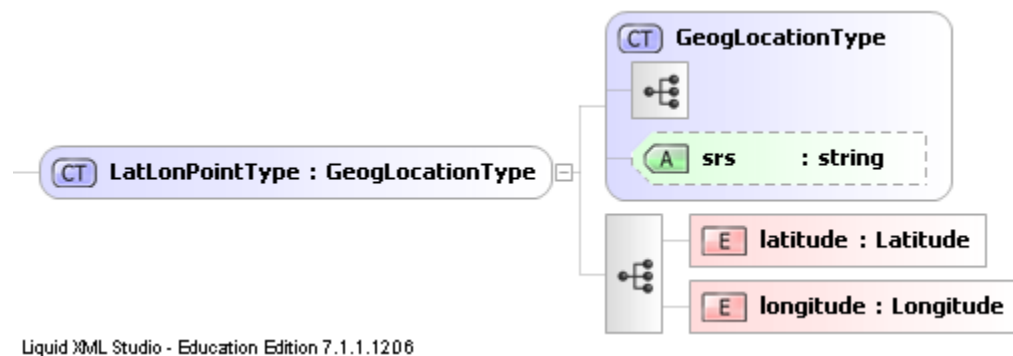 CT GeogLocationType
A srs : string
CT LatLonPointType : GeogLocationType
E latitude : Latitude
E longitude : Longitude
Liquid XML Studio - Education Edition 7.1.1.1206